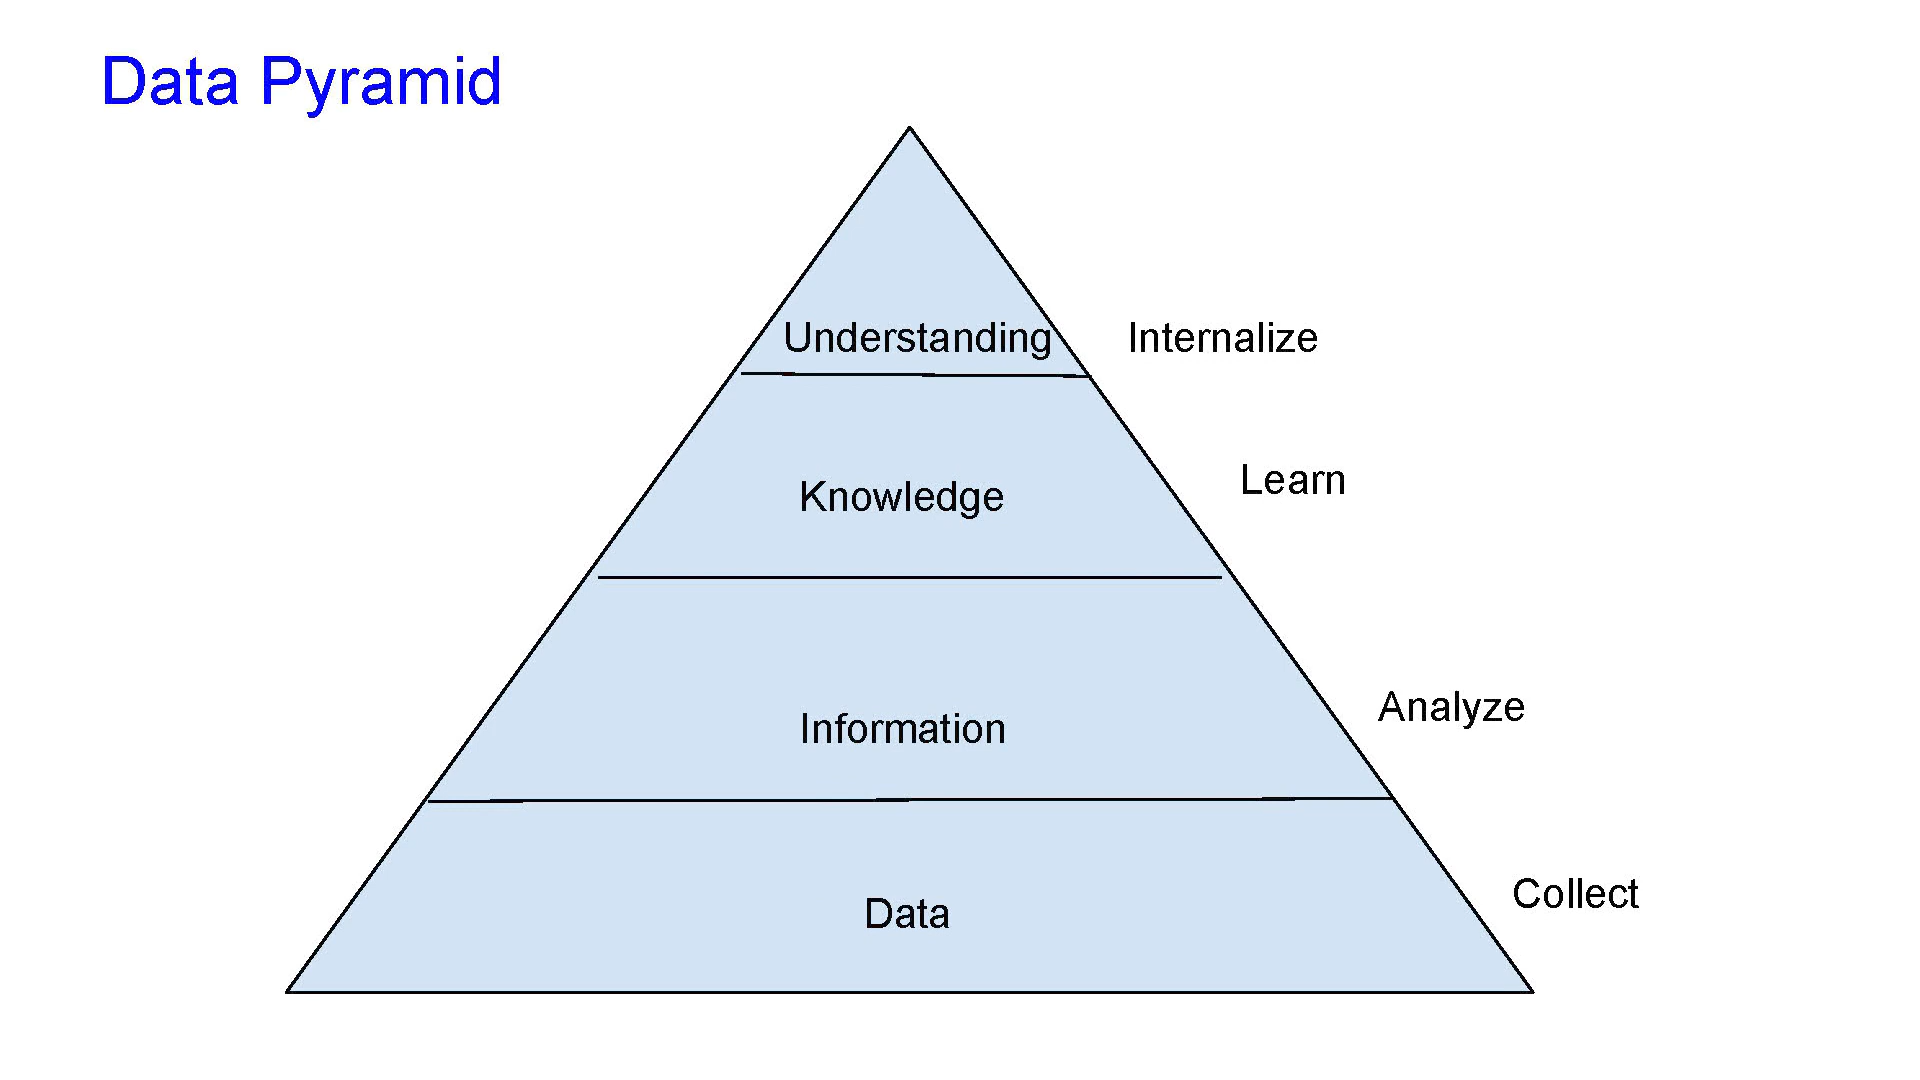 Data Pyramid
Understanding
Internalize
Knowledge
Learn
Information
Analyze
Data
Collect